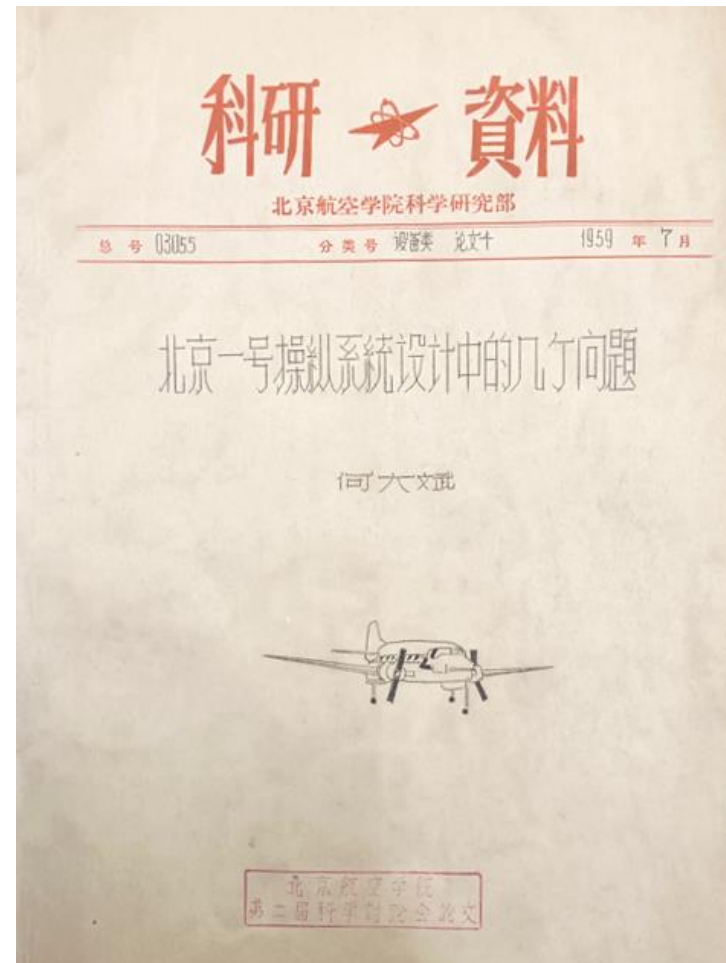 科研 資料
北京航空学院科学研究部
总号 03055 分类号 设备类 论文十 1959 年 7 月
北京一号操纵系統设计中的几个问題
何大斌
北京航空学院
第二届科学讨论会论文